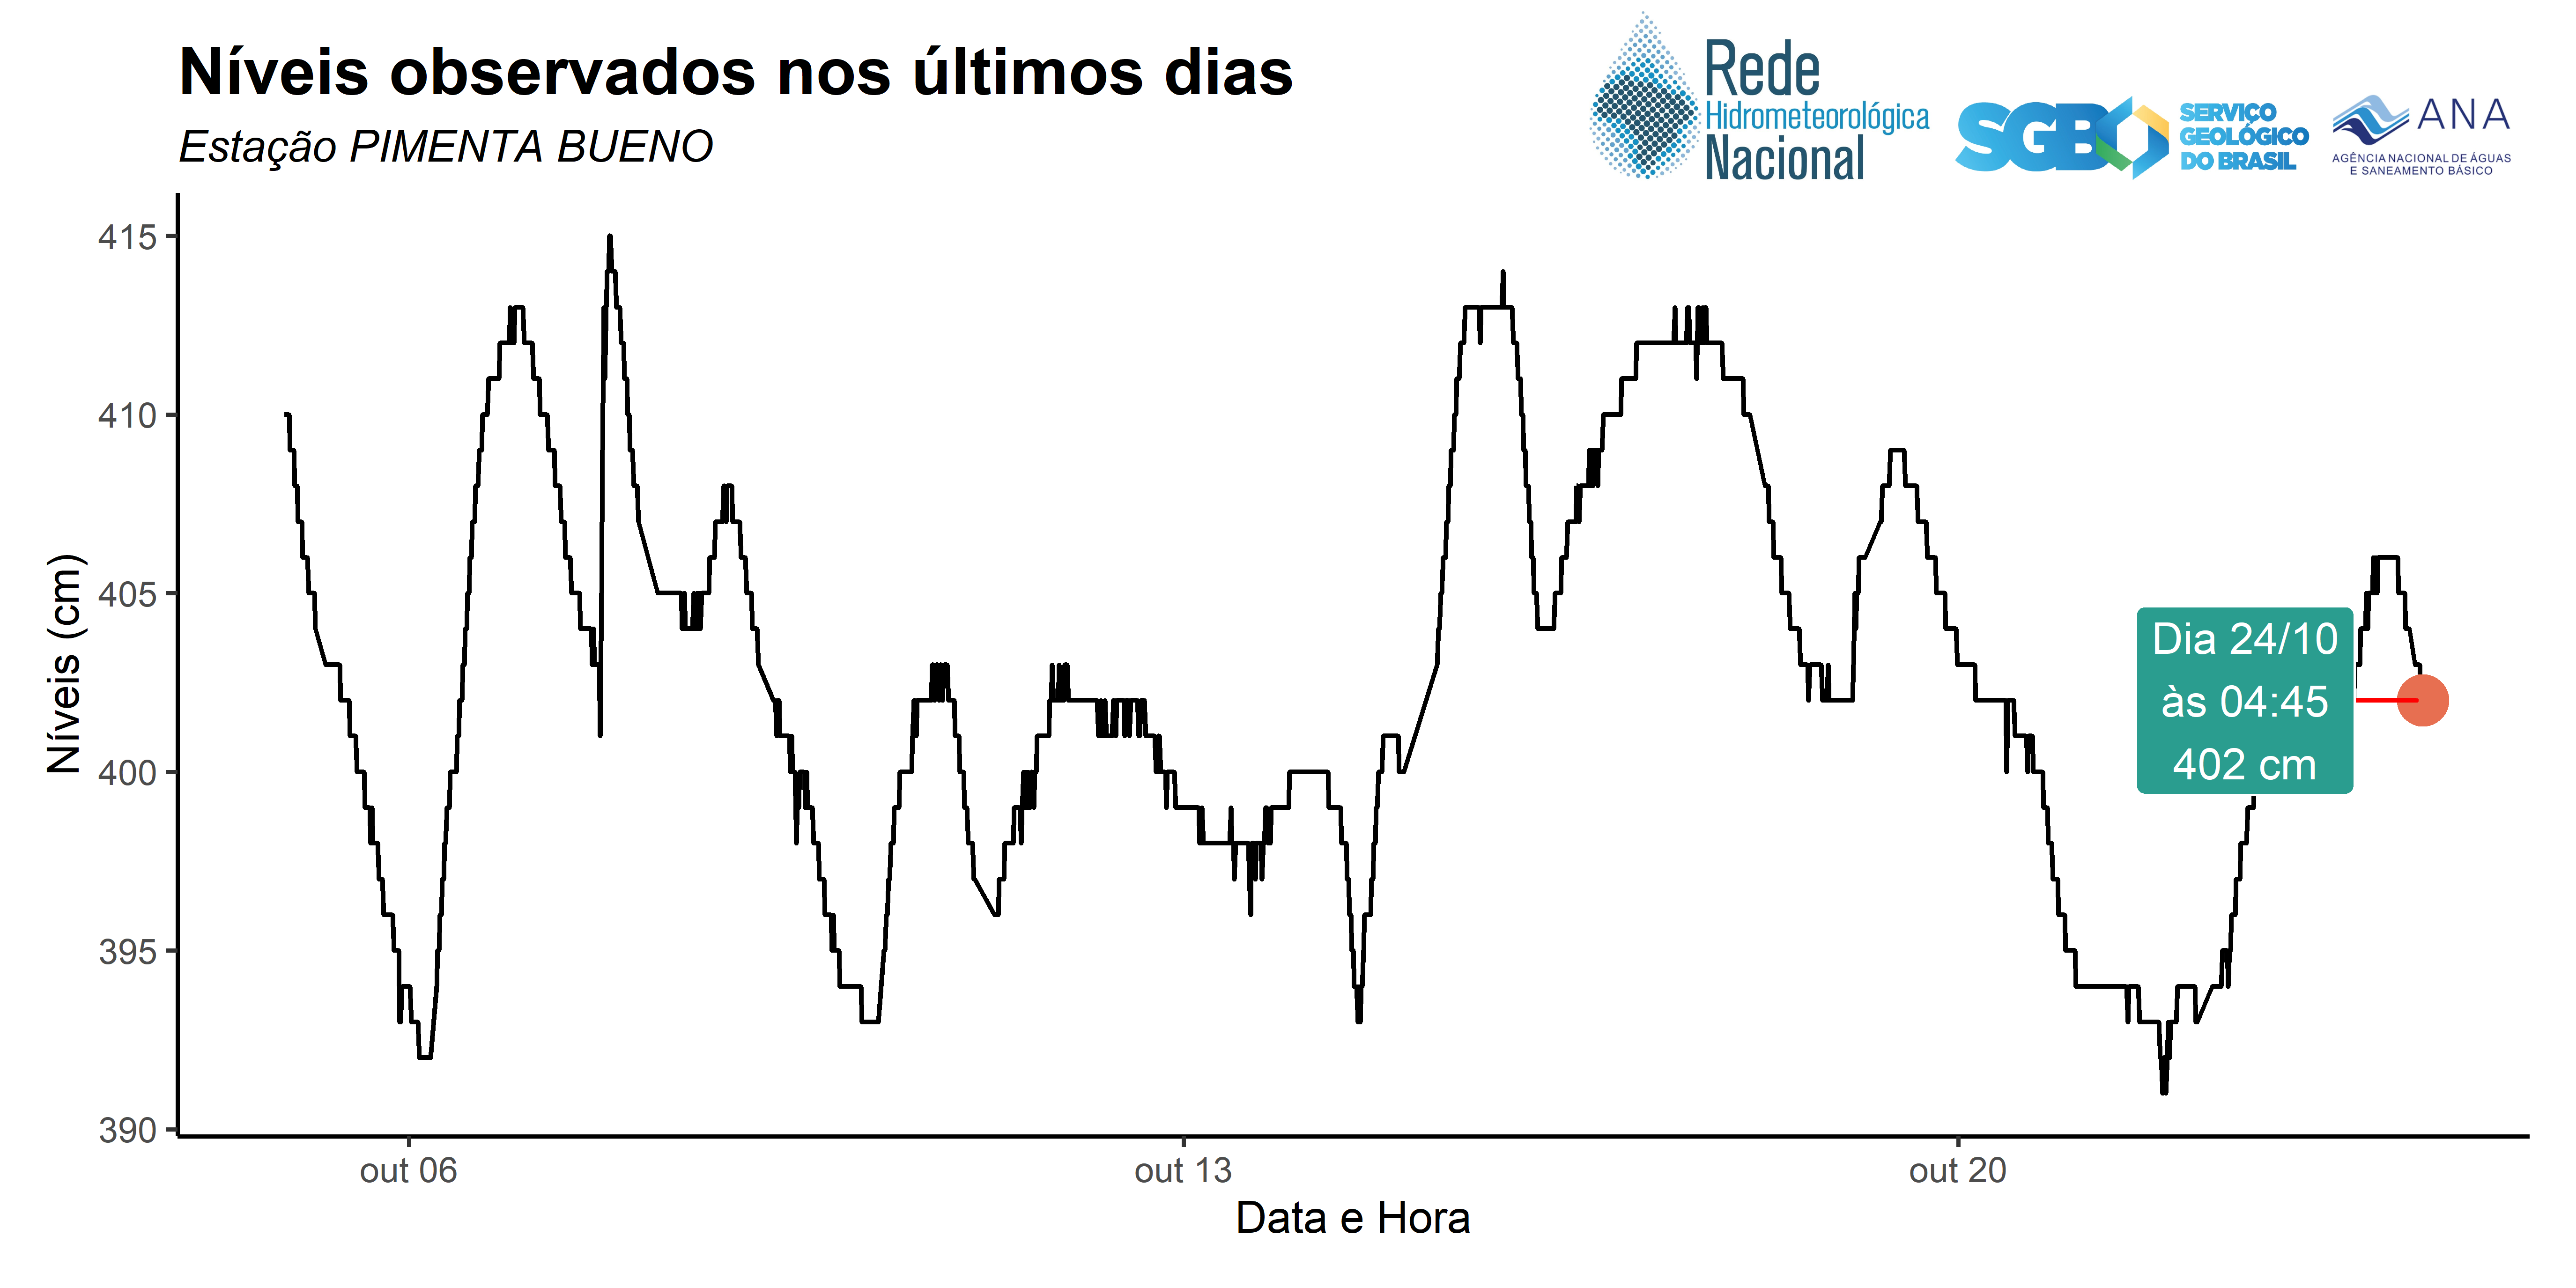 Níveis observados nos últimos dias
Estação PIMENTA BUENO
Rede
Hidrometeorológica
Nacional
SGB
SERVIÇO
GEOLÓGICO
DO BRASIL
ANA
AGÊNCIA NACIONAL DE ÁGUAS
E SANEAMENTO BÁSICO
Níveis (cm)
415
410
405
400
395
390
Dia 24/10
às 04:45
402 cm
out 06
out 13
out 20
Data e Hora